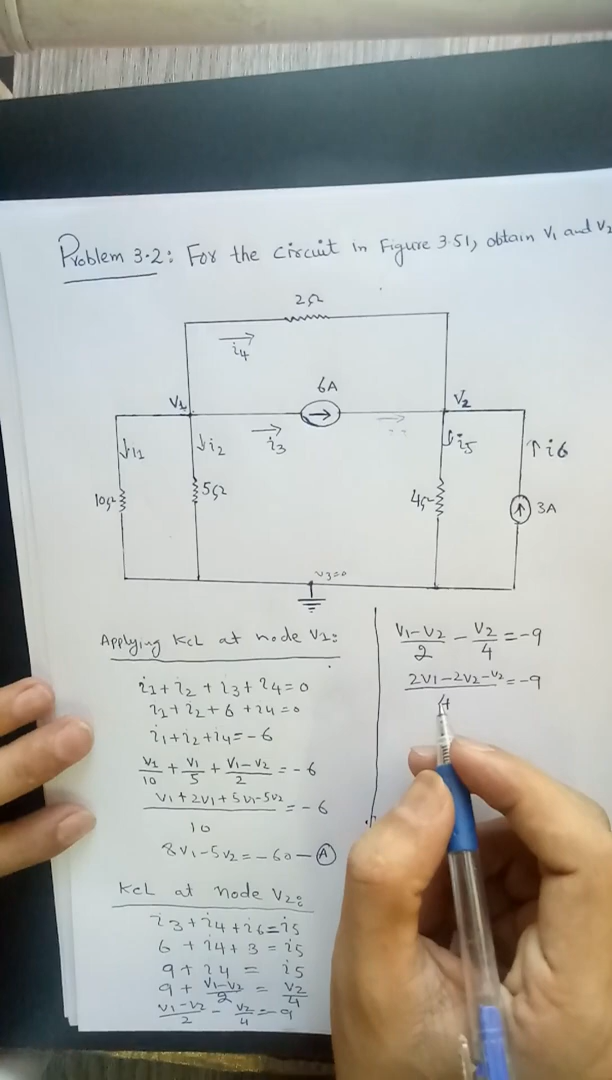 Problem 3.2: For the circuit in Figure 3.51, obtain V1 and V2
2Ω
i4
6A
V1
V2
i1
i2
i3
i5
i6
10Ω
5Ω
4Ω
3A
V3=0
Applying KCL at node V1:
i1+i2+i3+i4=0
i1+i2+6+i4=0
i1+i2+i4=-6
V1/10 + V1/5 + (V1-V2)/2 = -6
(V1+2V1+5V1-5V2)/10 = -6
8V1-5V2=-60-Ⓐ
KCL at node V2:
i3+i4+i6=i5
6+i4+3=i5
9+i4=i5
9+(V1-V2)/2=V2/4
(V1-V2)/2-V2/4=-9
(V1-V2)/2-V2/4=-9
(2V1-2V2-V2)/4=-9